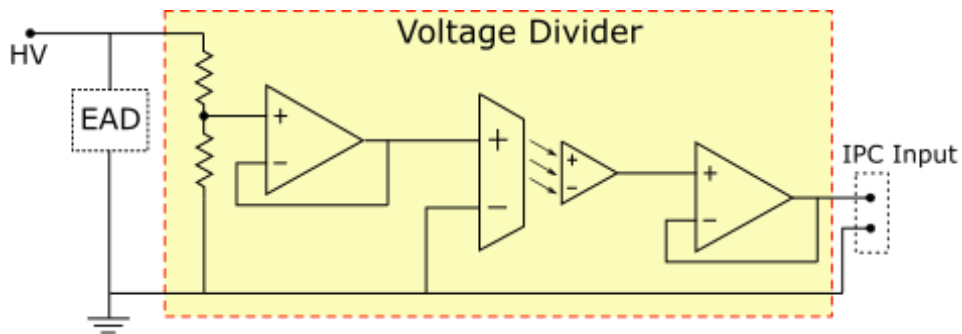 Voltage Divider
HV
EAD
+
−
+
−
+
−
+
−
IPC Input